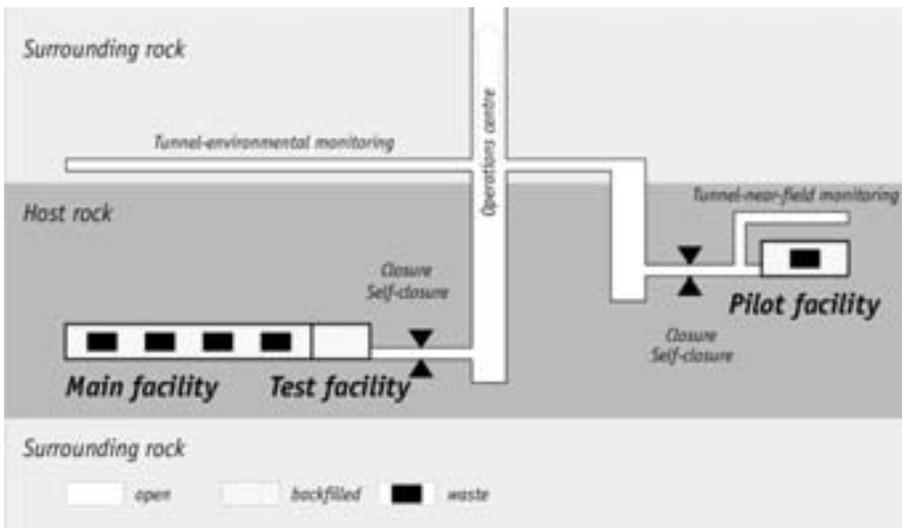 Surrounding rock
Operations centre
Tunnel-environmental monitoring
Host rock
Tunnel-near-field monitoring
Closure
Self-closure
Pilot facility
Closure
Self-closure
Main facility
Test facility
Surrounding rock
open
backfilled
waste